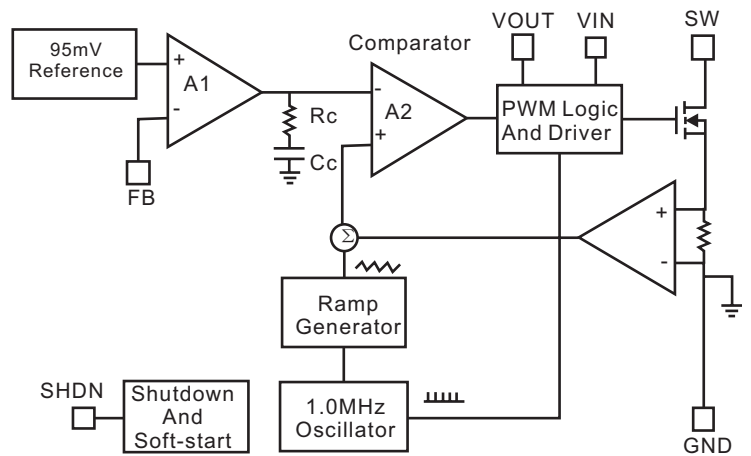 VOUT VIN SW
95mV
Reference
+
-
A1
Comparator
-
+
A2
PWM Logic
And Driver
Rc
Cc
FB
+
-
Σ
Ramp
Generator
SHDN
Shutdown
And
Soft-start
1.0MHz
Oscillator
GND